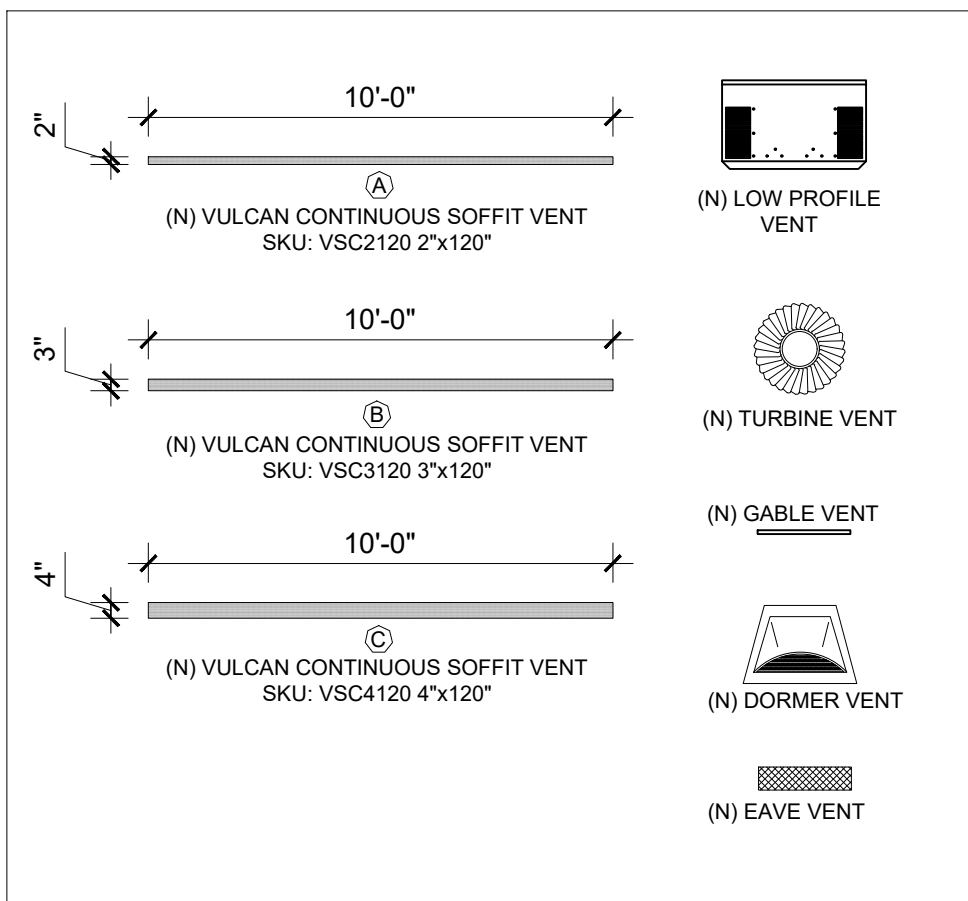 10'-0"
2"
A
(N) VULCAN CONTINUOUS SOFFIT VENT
SKU: VSC2120 2"x120"
10'-0"
3"
B
(N) VULCAN CONTINUOUS SOFFIT VENT
SKU: VSC3120 3"x120"
10'-0"
4"
C
(N) VULCAN CONTINUOUS SOFFIT VENT
SKU: VSC4120 4"x120"
(N) LOW PROFILE
VENT
(N) TURBINE VENT
(N) GABLE VENT
(N) DORMER VENT
(N) EAVE VENT